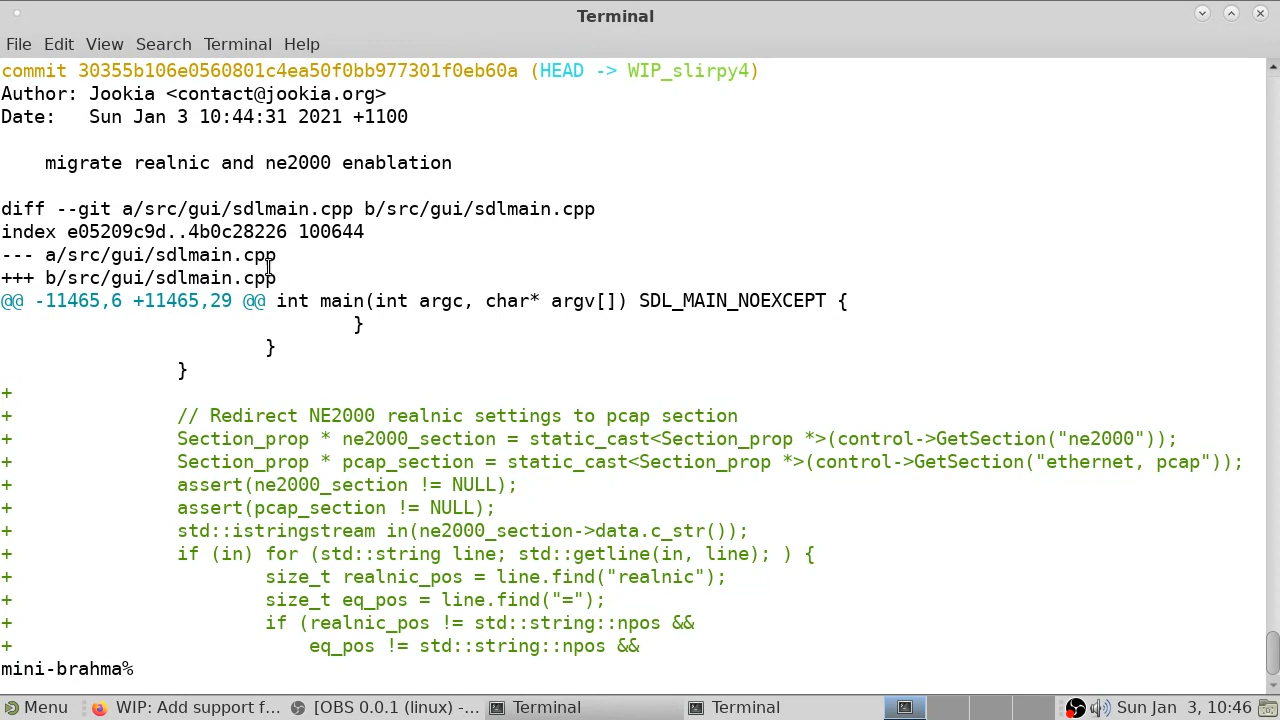 Terminal
File Edit View Search Terminal Help
commit 30355b106e0560801c4ea50f0bb977301f0eb60a (HEAD -> WIP_slirpy4)
Author: Jookia <contact@jookia.org>
Date:   Sun Jan 3 10:44:31 2021 +1100
    migrate realnic and ne2000 enablation
diff --git a/src/gui/sdlmain.cpp b/src/gui/sdlmain.cpp
index e05209c9d..4b0c28226 100644
--- a/src/gui/sdlmain.cpp
+++ b/src/gui/sdlmain.cpp
@@ -11465,6 +11465,29 @@ int main(int argc, char* argv[]) SDL_MAIN_NOEXCEPT {
                                }
                        }
                }
+
+               // Redirect NE2000 realnic settings to pcap section
+               Section_prop * ne2000_section = static_cast<Section_prop *>(control->GetSection("ne2000"));
+               Section_prop * pcap_section = static_cast<Section_prop *>(control->GetSection("ethernet, pcap"));
+               assert(ne2000_section != NULL);
+               assert(pcap_section != NULL);
+               std::istringstream in(ne2000_section->data.c_str());
+               if (in) for (std::string line; std::getline(in, line); ) {
+                       size_t realnic_pos = line.find("realnic");
+                       size_t eq_pos = line.find("=");
+                       if (realnic_pos != std::string::npos &&
+                           eq_pos != std::string::npos &&
mini-brahma%
Menu WIP: Add support f... [OBS 0.0.1 (linux) -... Terminal Terminal Sun Jan  3, 10:46